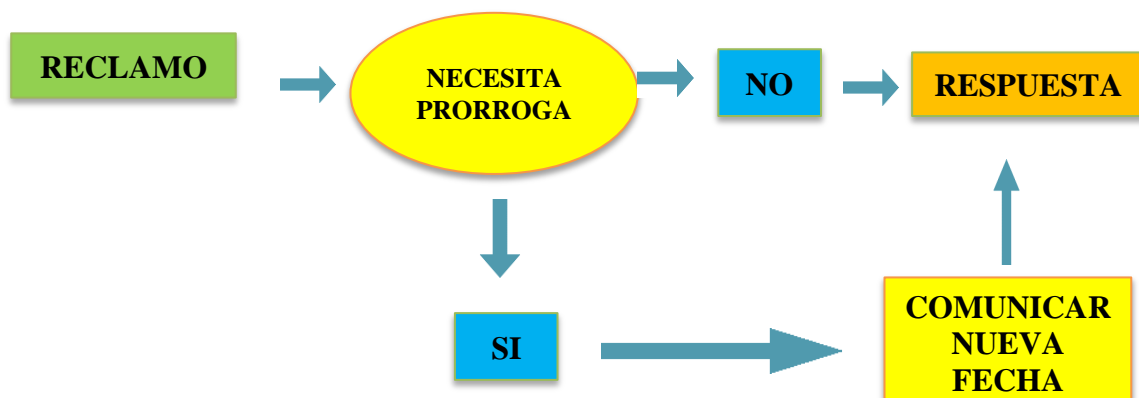 RECLAMO
NECESITA
PRORROGA
NO
RESPUESTA
SI
COMUNICAR
NUEVA
FECHA